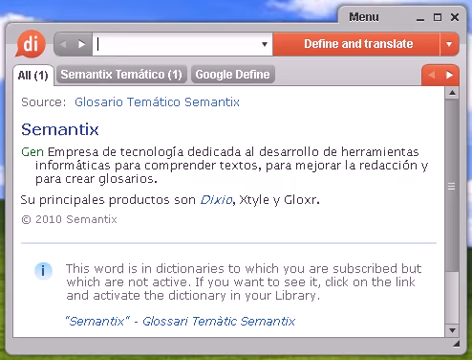 Menu
di
Define and translate
All (1) Semantix Temático (1) Google Define
Source: Glosario Temático Semantix
Semantix
Gen Empresa de tecnología dedicada al desarrollo de herramientas
informáticas para comprender textos, para mejorar la redacción y
para crear glosarios.
Su principales producto son Dixio, Xtyle y Gloxr.
© 2010 Semantix
i
This word is in dictionaries to which you are subscribed but
which are not active. If you want to see it, click on the link
and activate the dictionary in your Library.
"Semantix" - Glossari Temàtic Semantix